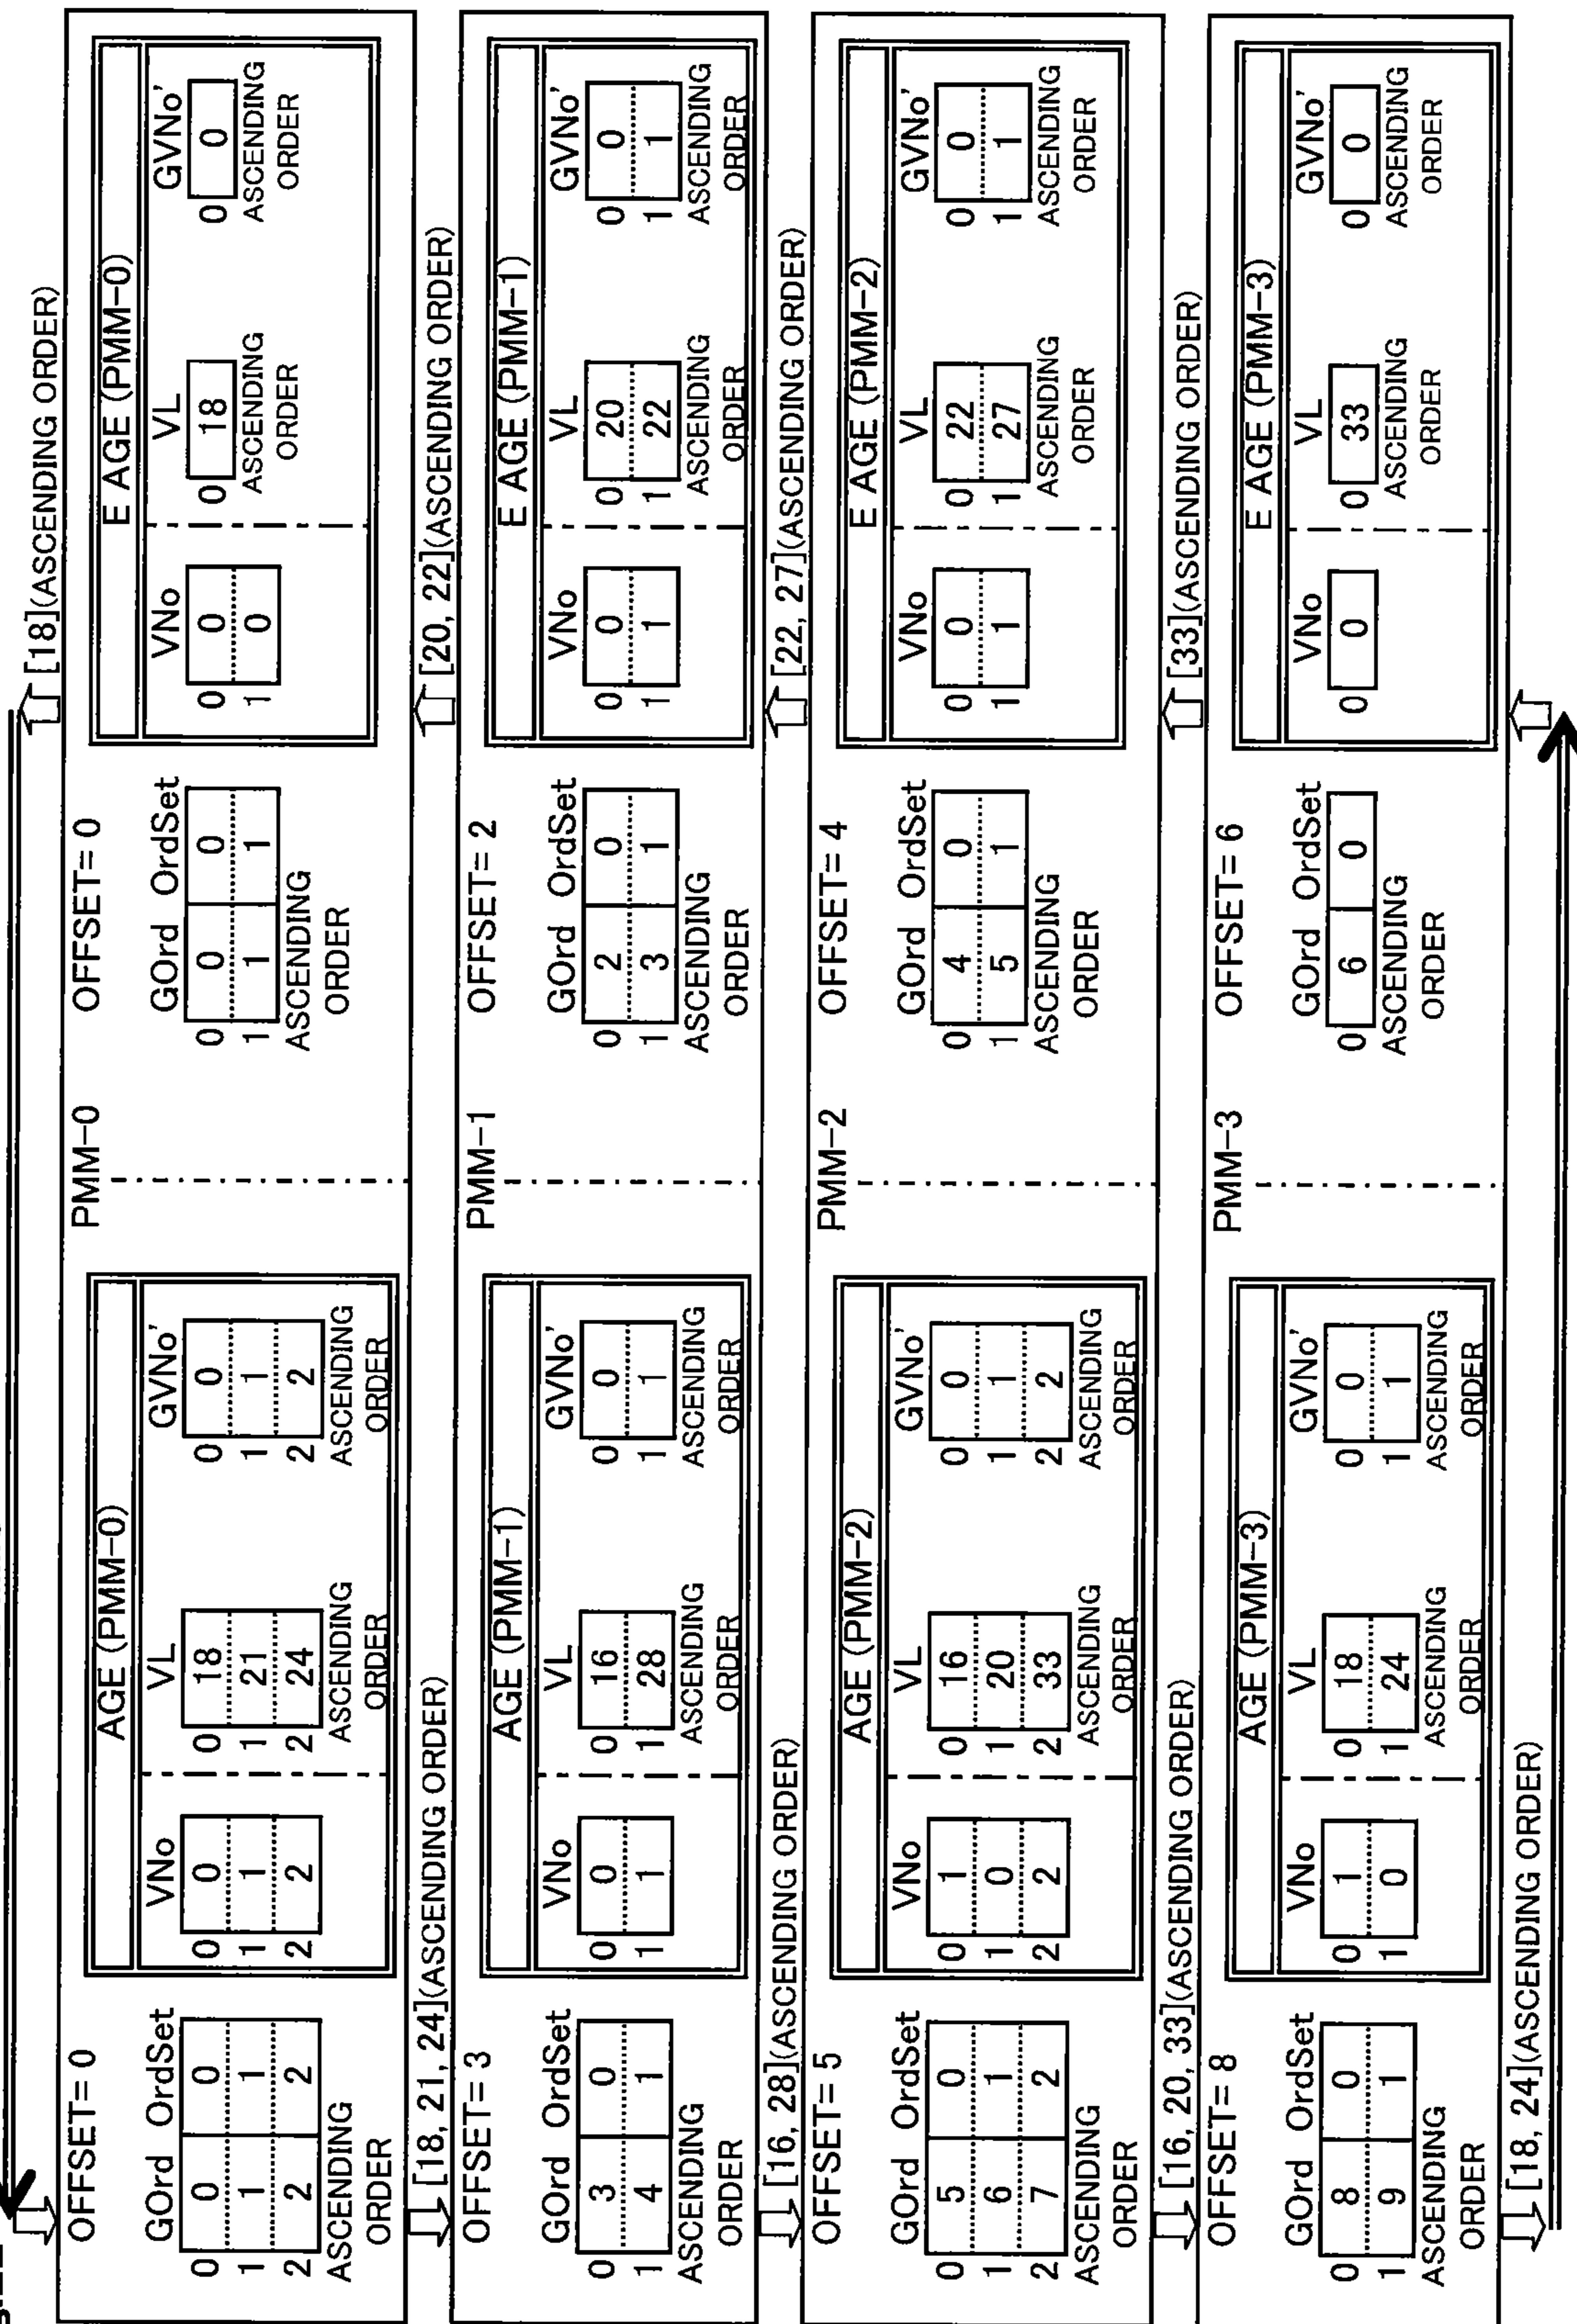 [18](ASCENDING ORDER)
OFFSET= 0 PMM-0 OFFSET= 0
AGE (PMM-0) E AGE (PMM-0)
GOrd OrdSet VNo VL GVNo' GOrd OrdSet VNo VL GVNo'
0 0 0 0 0 0 18 0 0 0 0 0 0 0 0 18 0 0
1 1 1 1 1 1 21 1 1 1 1 1 1 0
2 2 2 2 2 2 24 2 2
ASCENDING ORDER ASCENDING ORDER ASCENDING ORDER ASCENDING ORDER ASCENDING ORDER ASCENDING ORDER
[18, 21, 24](ASCENDING ORDER) [20, 22](ASCENDING ORDER)
OFFSET= 3 PMM-1 OFFSET= 2
AGE (PMM-1) E AGE (PMM-1)
GOrd OrdSet VNo VL GVNo' GOrd OrdSet VNo VL GVNo'
0 3 0 0 0 0 16 0 0 0 2 0 0 0 0 20 0 0
1 4 1 1 1 1 28 1 1 1 3 1 1 1 1 22 1 1
ASCENDING ORDER ASCENDING ORDER ASCENDING ORDER ASCENDING ORDER ASCENDING ORDER ASCENDING ORDER
[16, 28](ASCENDING ORDER) [22, 27](ASCENDING ORDER)
OFFSET= 5 PMM-2 OFFSET= 4
AGE (PMM-2) E AGE (PMM-2)
GOrd OrdSet VNo VL GVNo' GOrd OrdSet VNo VL GVNo'
0 5 0 0 1 0 16 0 0 0 4 0 0 0 0 22 0 0
1 6 1 1 0 1 20 1 1 1 5 1 1 1 1 27 1 1
2 7 2 2 2 2 33 2 2
ASCENDING ORDER ASCENDING ORDER ASCENDING ORDER ASCENDING ORDER ASCENDING ORDER ASCENDING ORDER
[16, 20, 33](ASCENDING ORDER) [33](ASCENDING ORDER)
OFFSET= 8 PMM-3 OFFSET= 6
AGE (PMM-3) E AGE (PMM-3)
GOrd OrdSet VNo VL GVNo' GOrd OrdSet VNo VL GVNo'
0 8 0 0 1 0 18 0 0 0 6 0 0 0 0 33 0 0
1 9 1 1 0 1 24 1 1
ASCENDING ORDER ASCENDING ORDER ASCENDING ORDER ASCENDING ORDER ASCENDING ORDER ASCENDING ORDER
[18, 24](ASCENDING ORDER)